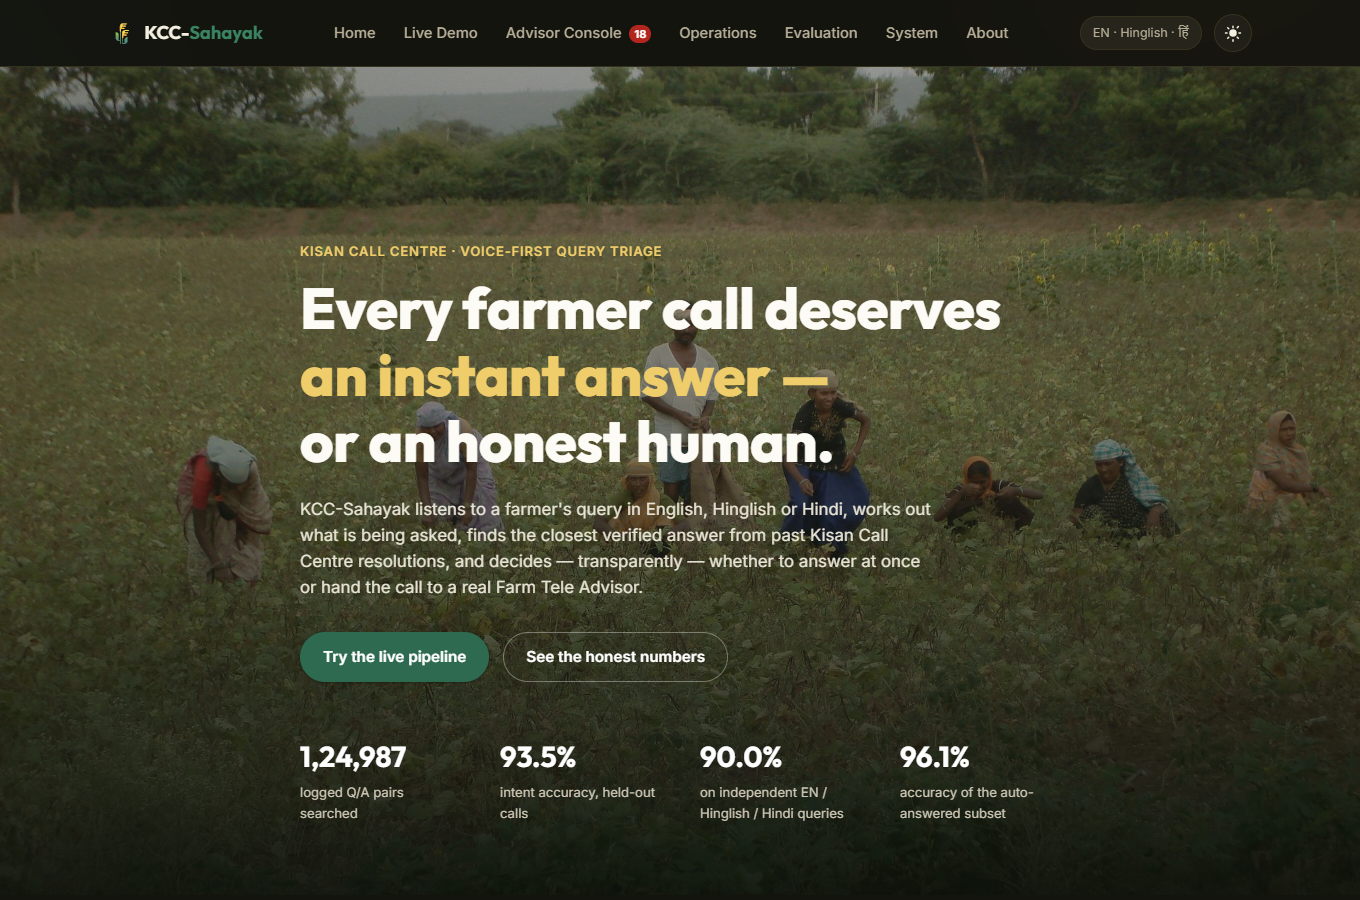 KCC-Sahayak
Home
Live Demo
Advisor Console 18
Operations
Evaluation
System
About
EN · Hinglish · हिं
KISAN CALL CENTRE · VOICE-FIRST QUERY TRIAGE
Every farmer call deserves
an instant answer —
or an honest human.
KCC-Sahayak listens to a farmer's query in English, Hinglish or Hindi, works out
what is being asked, finds the closest verified answer from past Kisan Call
Centre resolutions, and decides — transparently — whether to answer at once
or hand the call to a real Farm Tele Advisor.
Try the live pipeline
See the honest numbers
1,24,987
logged Q/A pairs
searched
93.5%
intent accuracy, held-out
calls
90.0%
on independent EN /
Hinglish / Hindi queries
96.1%
accuracy of the auto-
answered subset